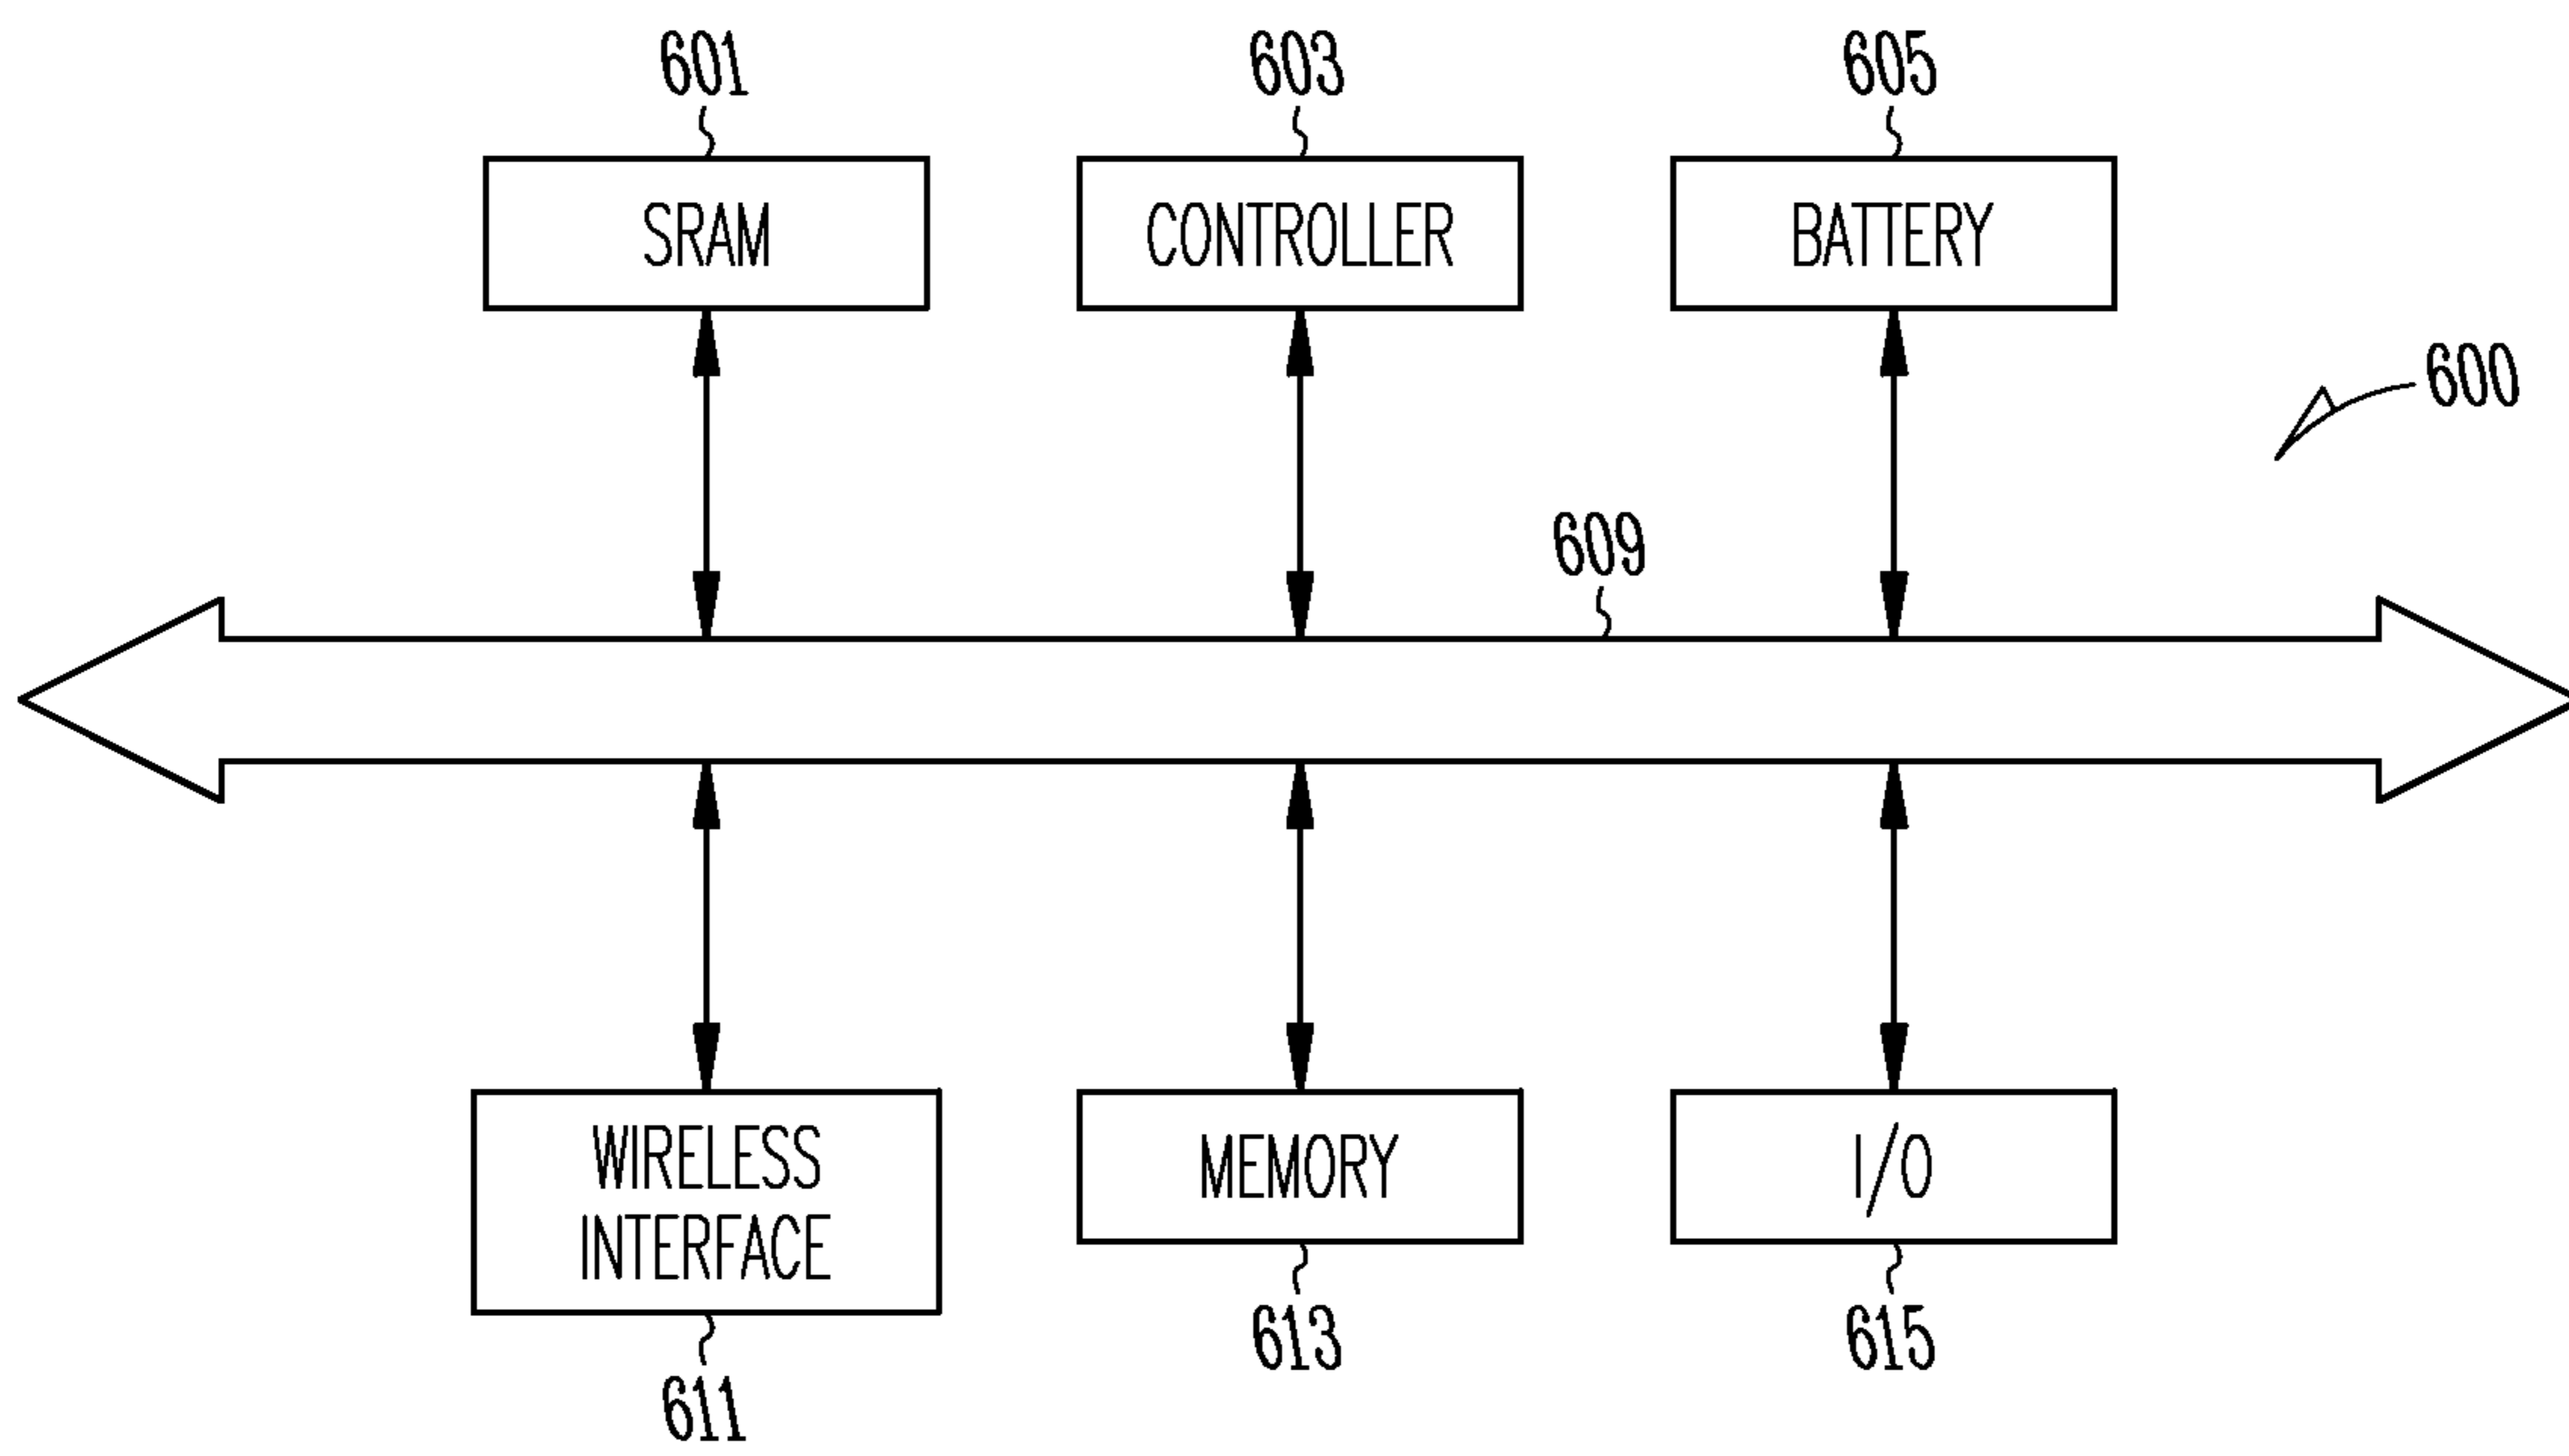 601
603
605
SRAM
CONTROLLER
BATTERY
600
609
WIRELESS
INTERFACE
MEMORY
I/O
613
615
611